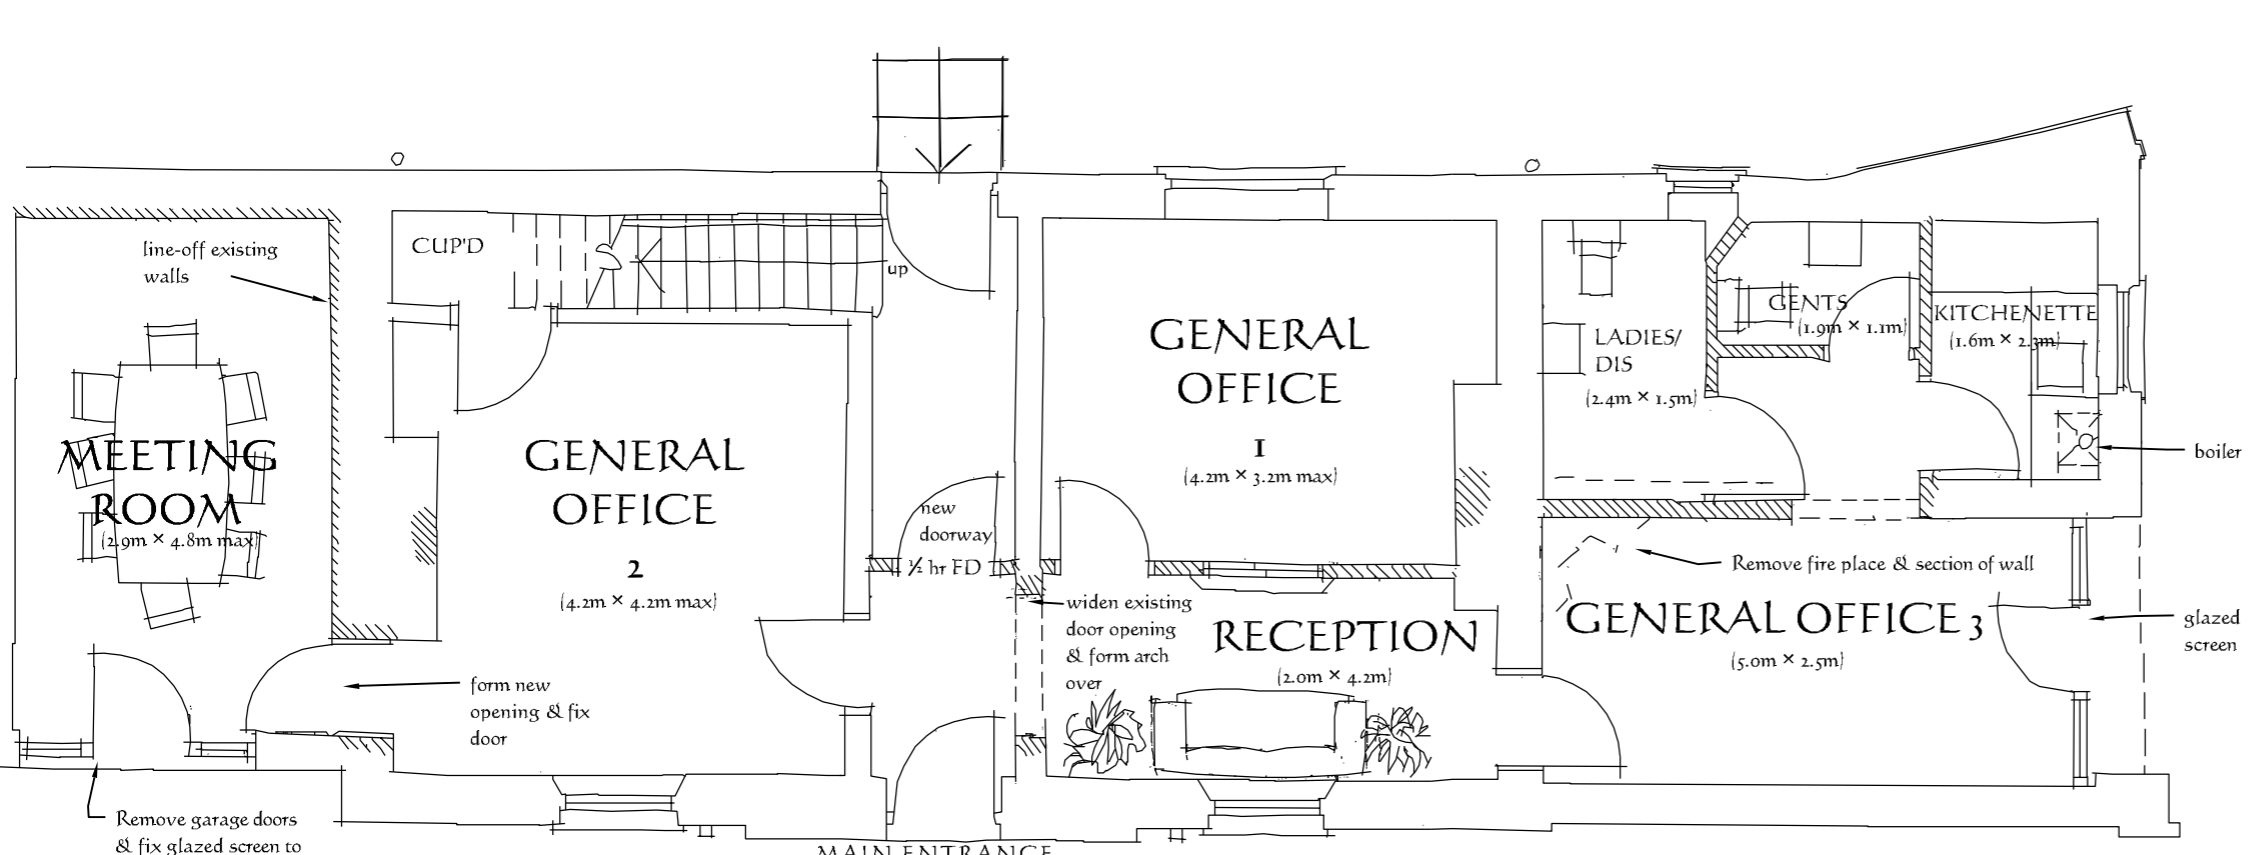 line-off existing
walls
CUP'D
up
MEETING
ROOM
(2.9m × 4.8m max)
GENERAL
OFFICE
2
(4.2m × 4.2m max)
new
doorway
½ hr FD
GENERAL
OFFICE
1
(4.2m × 3.2m max)
LADIES/
DIS
(2.4m × 1.5m)
GENTS
(1.9m × 1.1m)
KITCHENETTE
(1.6m × 2.3m)
boiler
Remove fire place & section of wall
GENERAL OFFICE 3
(5.0m × 2.5m)
glazed
screen
widen existing
door opening
& form arch
over
RECEPTION
(2.0m × 4.2m)
form new
opening & fix
door
Remove garage doors
& fix glazed screen to
MAIN ENTRANCE